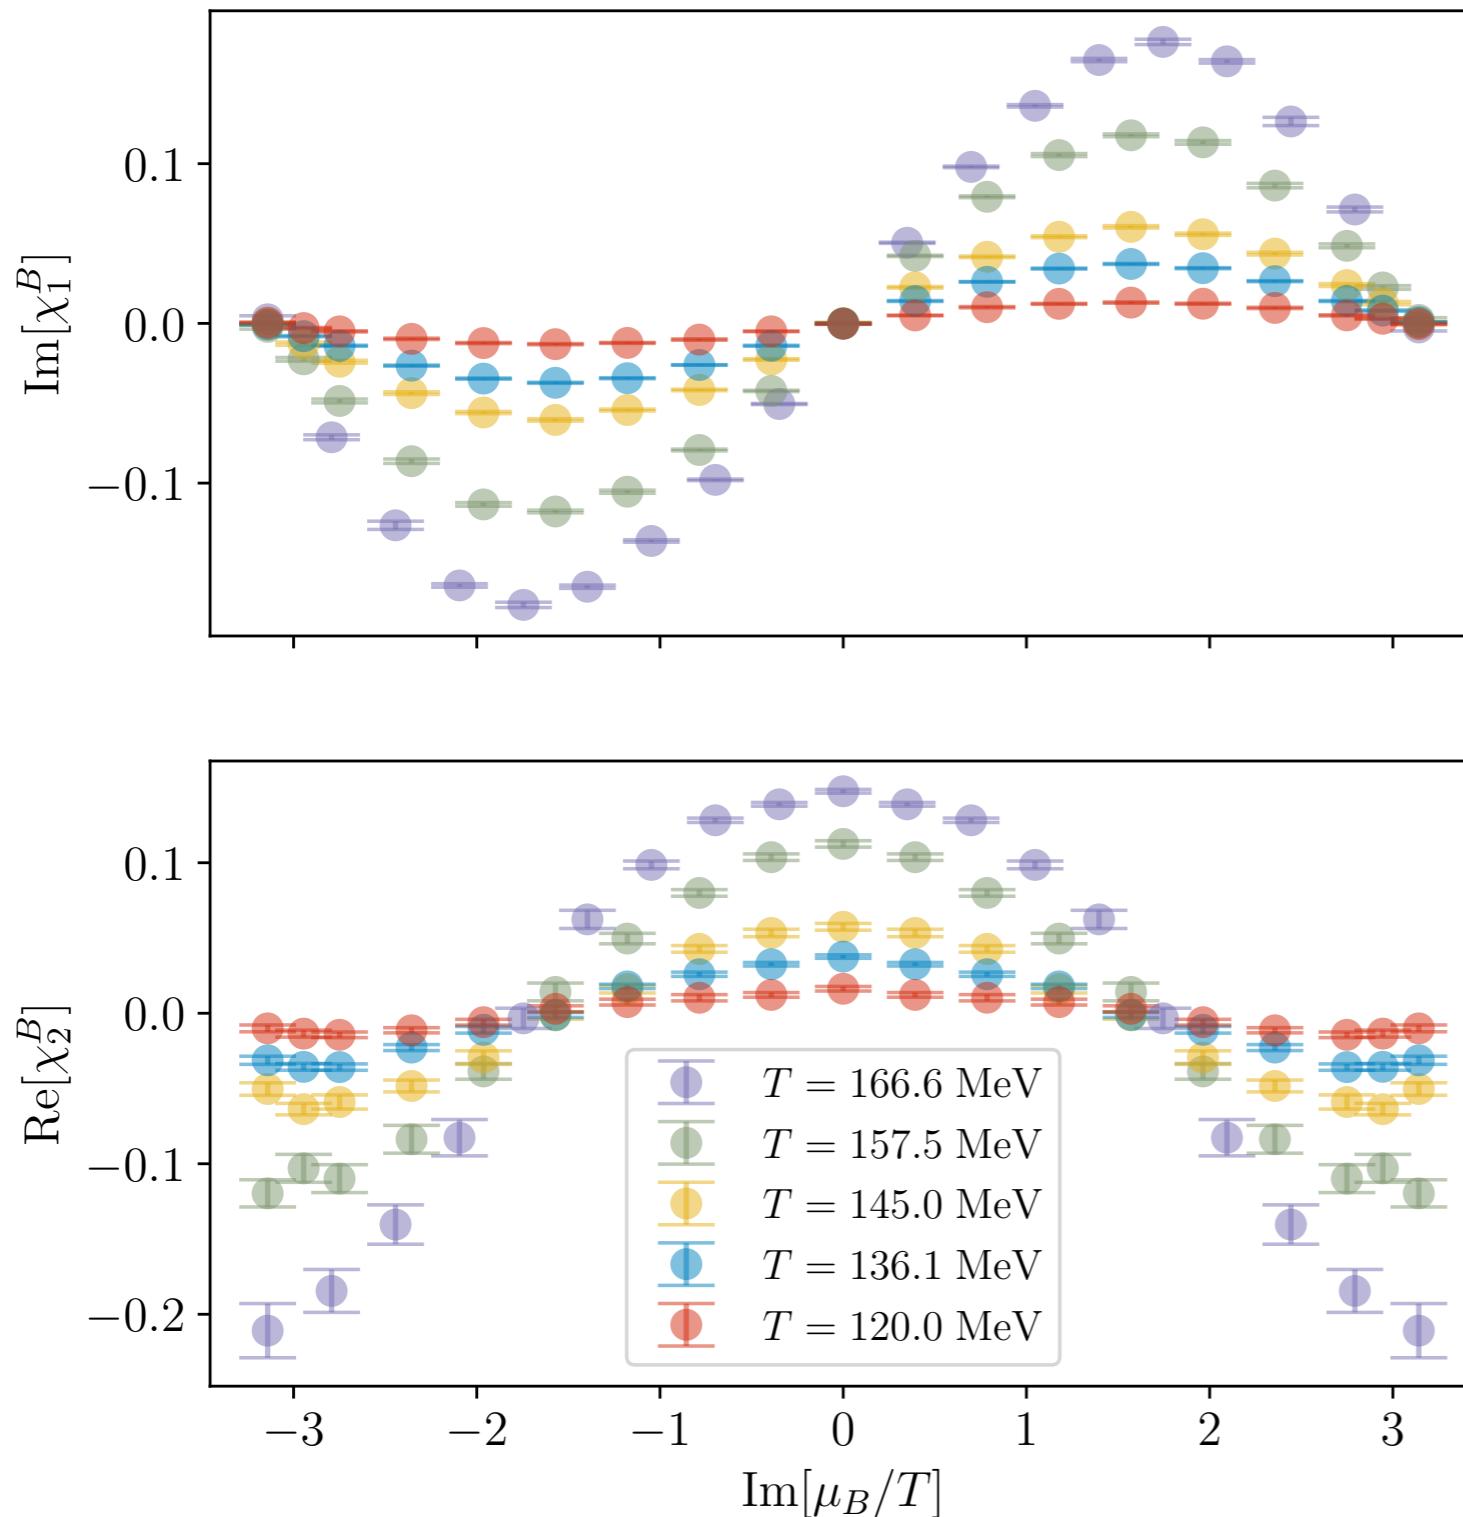 Im[χ₁ᴮ]
0.1
0.0
−0.1
Re[χ₂ᴮ]
0.1
0.0
−0.1
−0.2
T = 166.6 MeV
T = 157.5 MeV
T = 145.0 MeV
T = 136.1 MeV
T = 120.0 MeV
−3 −2 −1 0 1 2 3
Im[μ_B/T]